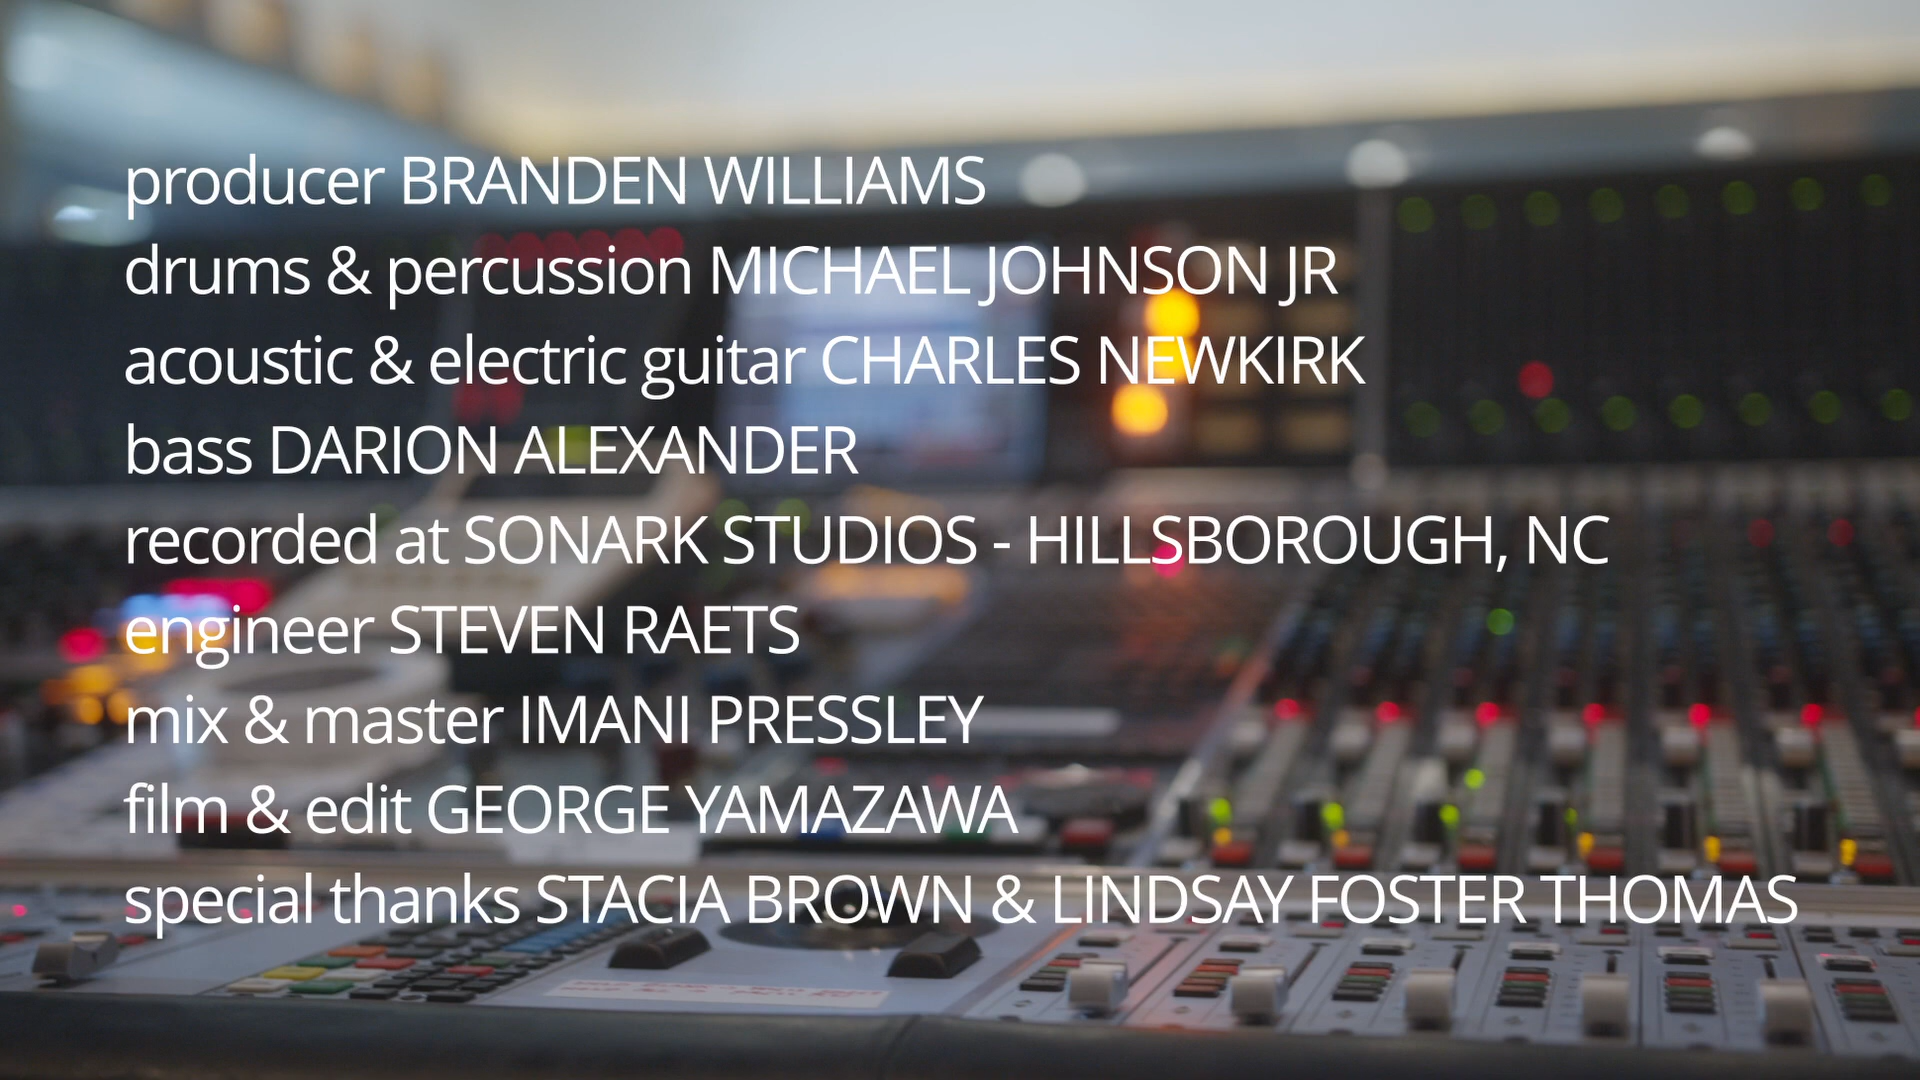 producer BRANDEN WILLIAMS
drums & percussion MICHAEL JOHNSON JR
acoustic & electric guitar CHARLES NEWKIRK
bass DARION ALEXANDER
recorded at SONARK STUDIOS - HILLSBOROUGH, NC
engineer STEVEN RAETS
mix & master IMANI PRESSLEY
film & edit GEORGE YAMAZAWA
special thanks STACIA BROWN & LINDSAY FOSTER THOMAS